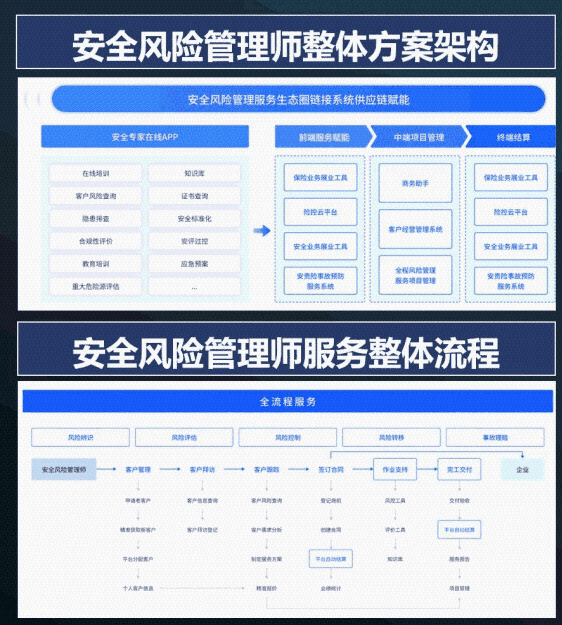 安全风险管理师整体方案架构
安全风险管理服务生态圈链接系统供应链赋能
安全专家在线APP
前端服务赋能
中端项目管理
终端结算
在线培训
知识库
客户风险查询
证书查询
隐患排查
安全标准化
合规性评价
安评过控
教育培训
应急预案
重大危险源评估
...
保险业务展业工具
险控云平台
安全业务展业工具
安责险事故预防
服务系统
商务助手
客户经营管理系统
全程风险管理
服务项目管理
保险业务展业工具
险控云平台
安全业务展业工具
安责险事故预防
服务系统
安全风险管理师服务整体流程
全流程服务
风险辨识
风险评估
风险控制
风险转移
事故理赔
安全风险管理师
客户管理
客户拜访
客户跟踪
签订合同
作业支持
完工交付
企业
申请者客户
客户信息查询
客户风险查询
登记商机
风控工具
交付验收
精准获取客户
客户拜访登记
客户需求分析
创建合同
评价工具
平台自动结算
平台分配客户
制定服务方案
平台自动结算
知识库
服务报告
个人客户信息
精准报价
业绩统计
项目管理